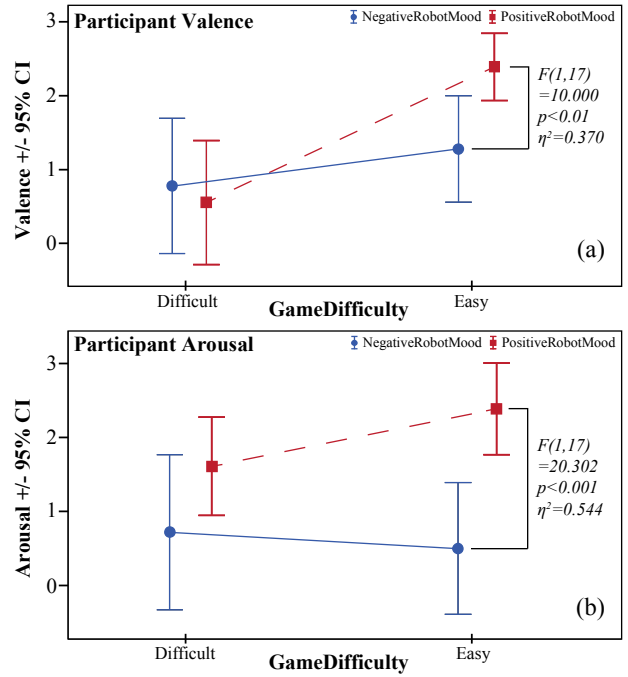 Participant Valence
NegativeRobotMood PositiveRobotMood
3
2
1
0
Valence +/- 95% CI
F(1,17)
=10.000
p<0.01
η²=0.370
(a)
Difficult Easy
GameDifficulty
Participant Arousal
NegativeRobotMood PositiveRobotMood
3
2
1
0
Arousal +/- 95% CI
F(1,17)
=20.302
p<0.001
η²=0.544
(b)
Difficult Easy
GameDifficulty